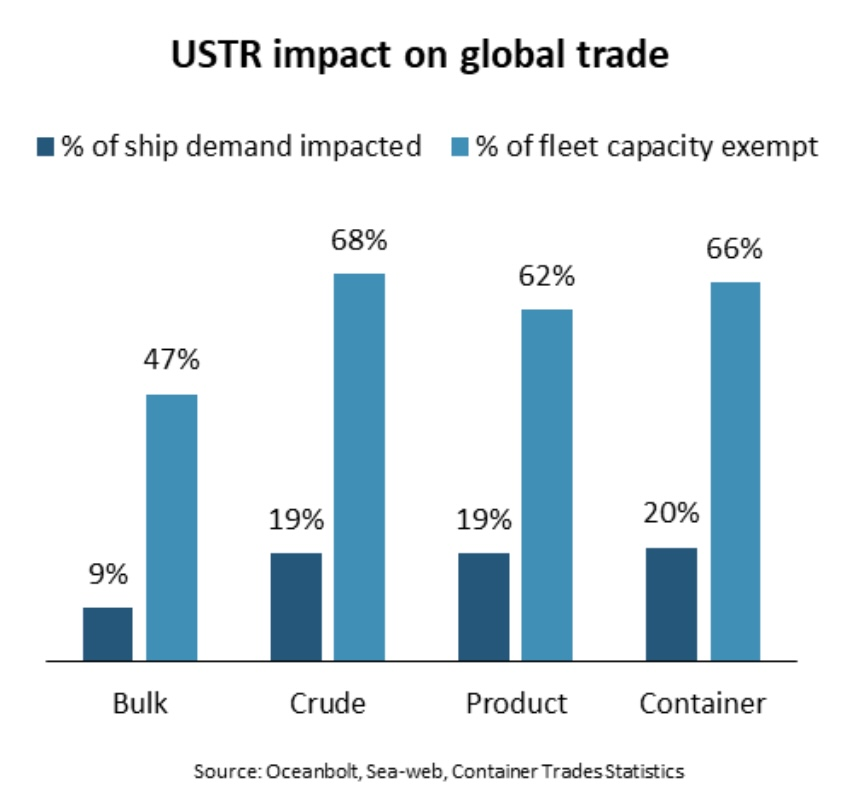 USTR impact on global trade
% of ship demand impacted % of fleet capacity exempt
68%
66%
62%
47%
19% 19% 20%
9%
Bulk Crude Product Container
Source: Oceanbolt, Sea-web, Container Trades Statistics